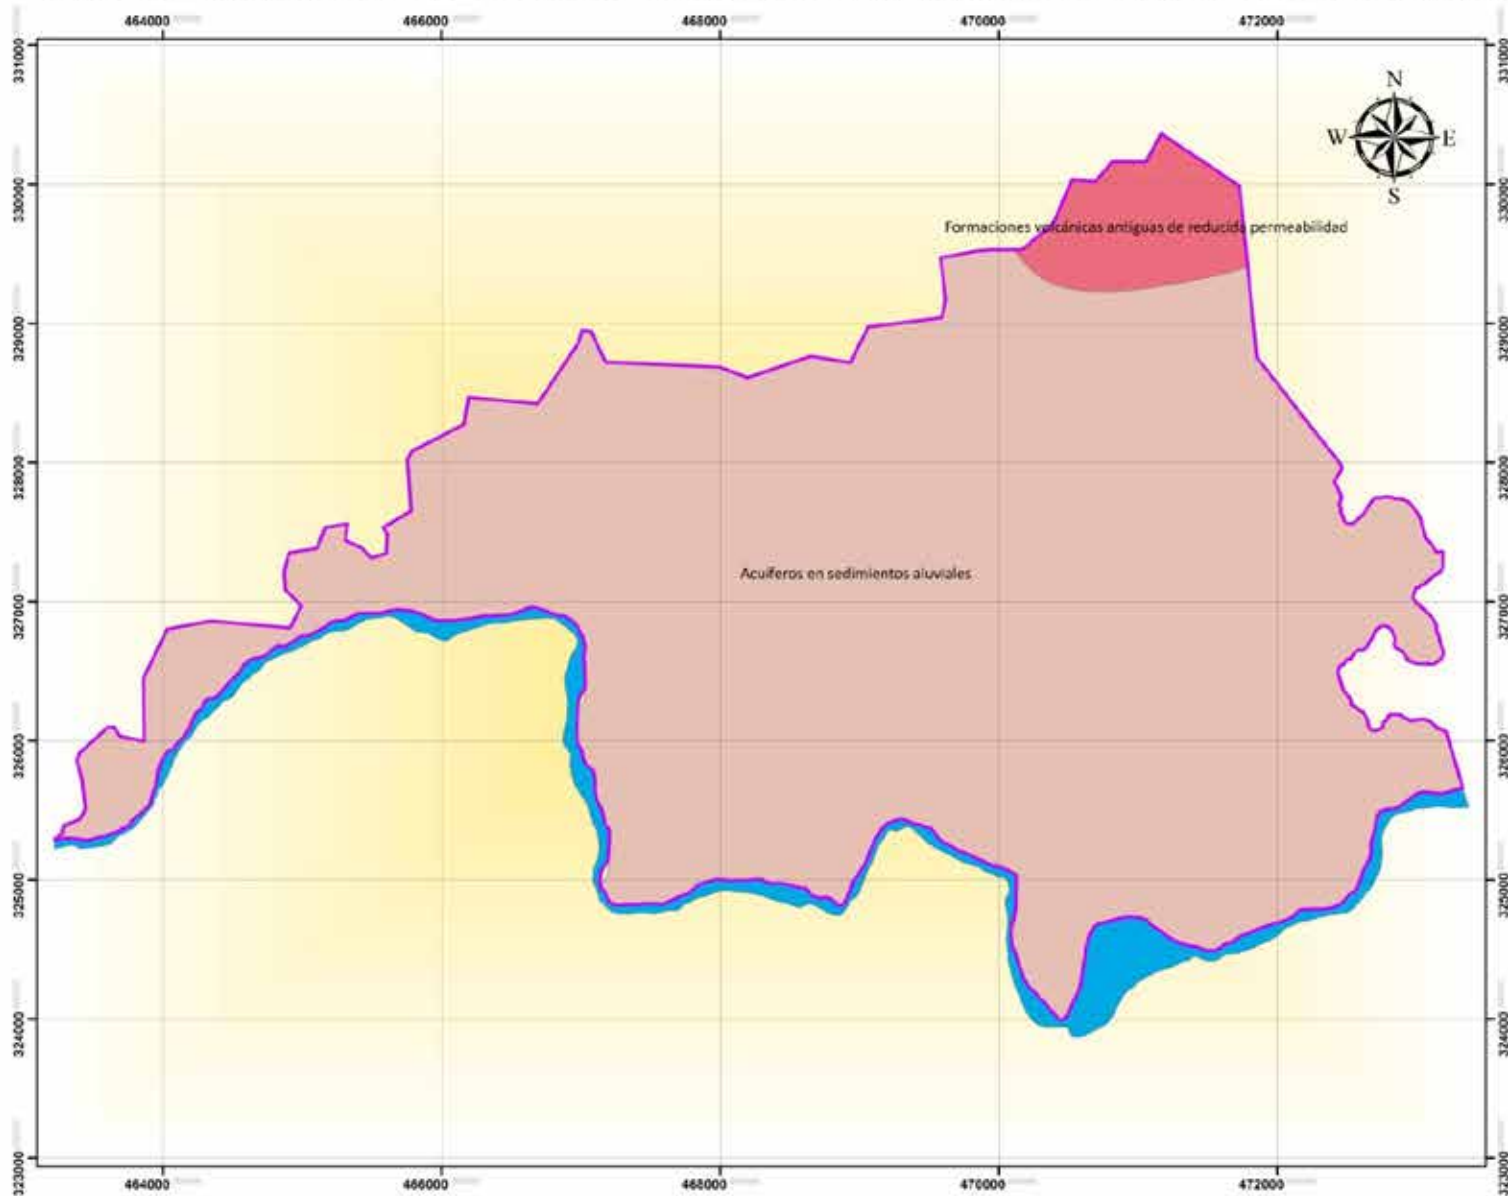 464000 466000 468000 470000 472000
331000 331000
N
W E
S
330000 330000
Formaciones volcánicas antiguas de reducida permeabilidad
329000 329000
328000 328000
Acuíferos en sedimientos aluviales
327000 327000
326000 326000
325000 325000
324000 324000
323000 323000
464000 466000 468000 470000 472000